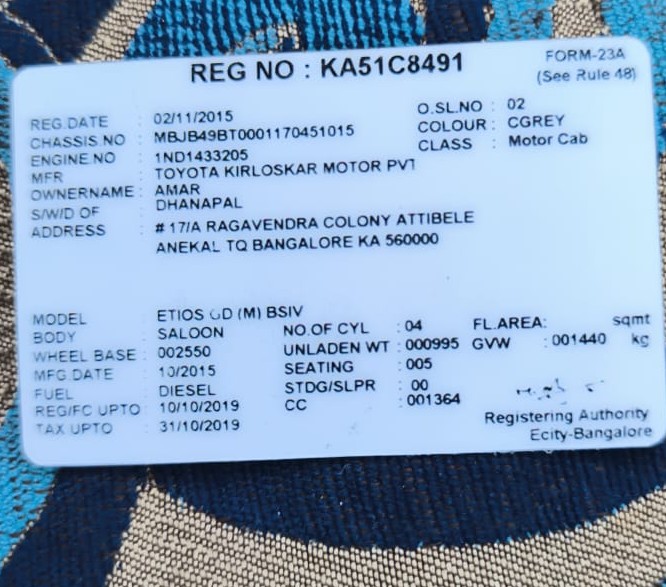 REG NO : KA51C8491
FORM-23A
(See Rule 48)
REG.DATE : 02/11/2015
O.SL.NO : 02
CHASSIS.NO : MBJB49BT0001170451015
COLOUR : CGREY
ENGINE.NO : 1ND1433205
CLASS : Motor Cab
MFR : TOYOTA KIRLOSKAR MOTOR PVT
OWNERNAME : AMAR
S/W/D OF : DHANAPAL
ADDRESS : # 17/A RAGAVENDRA COLONY ATTIBELE
ANEKAL TQ BANGALORE KA 560000
MODEL : ETIOS GD (M) BSIV
BODY : SALOON NO.OF CYL : 04 FL.AREA: sqmt
WHEEL BASE : 002550 UNLADEN WT : 000995 GVW : 001440 kg
MFG.DATE : 10/2015 SEATING : 005
FUEL : DIESEL STDG/SLPR : 00
REG/FC UPTO : 10/10/2019 CC : 001364
TAX UPTO : 31/10/2019
Registering Authority
Ecity-Bangalore